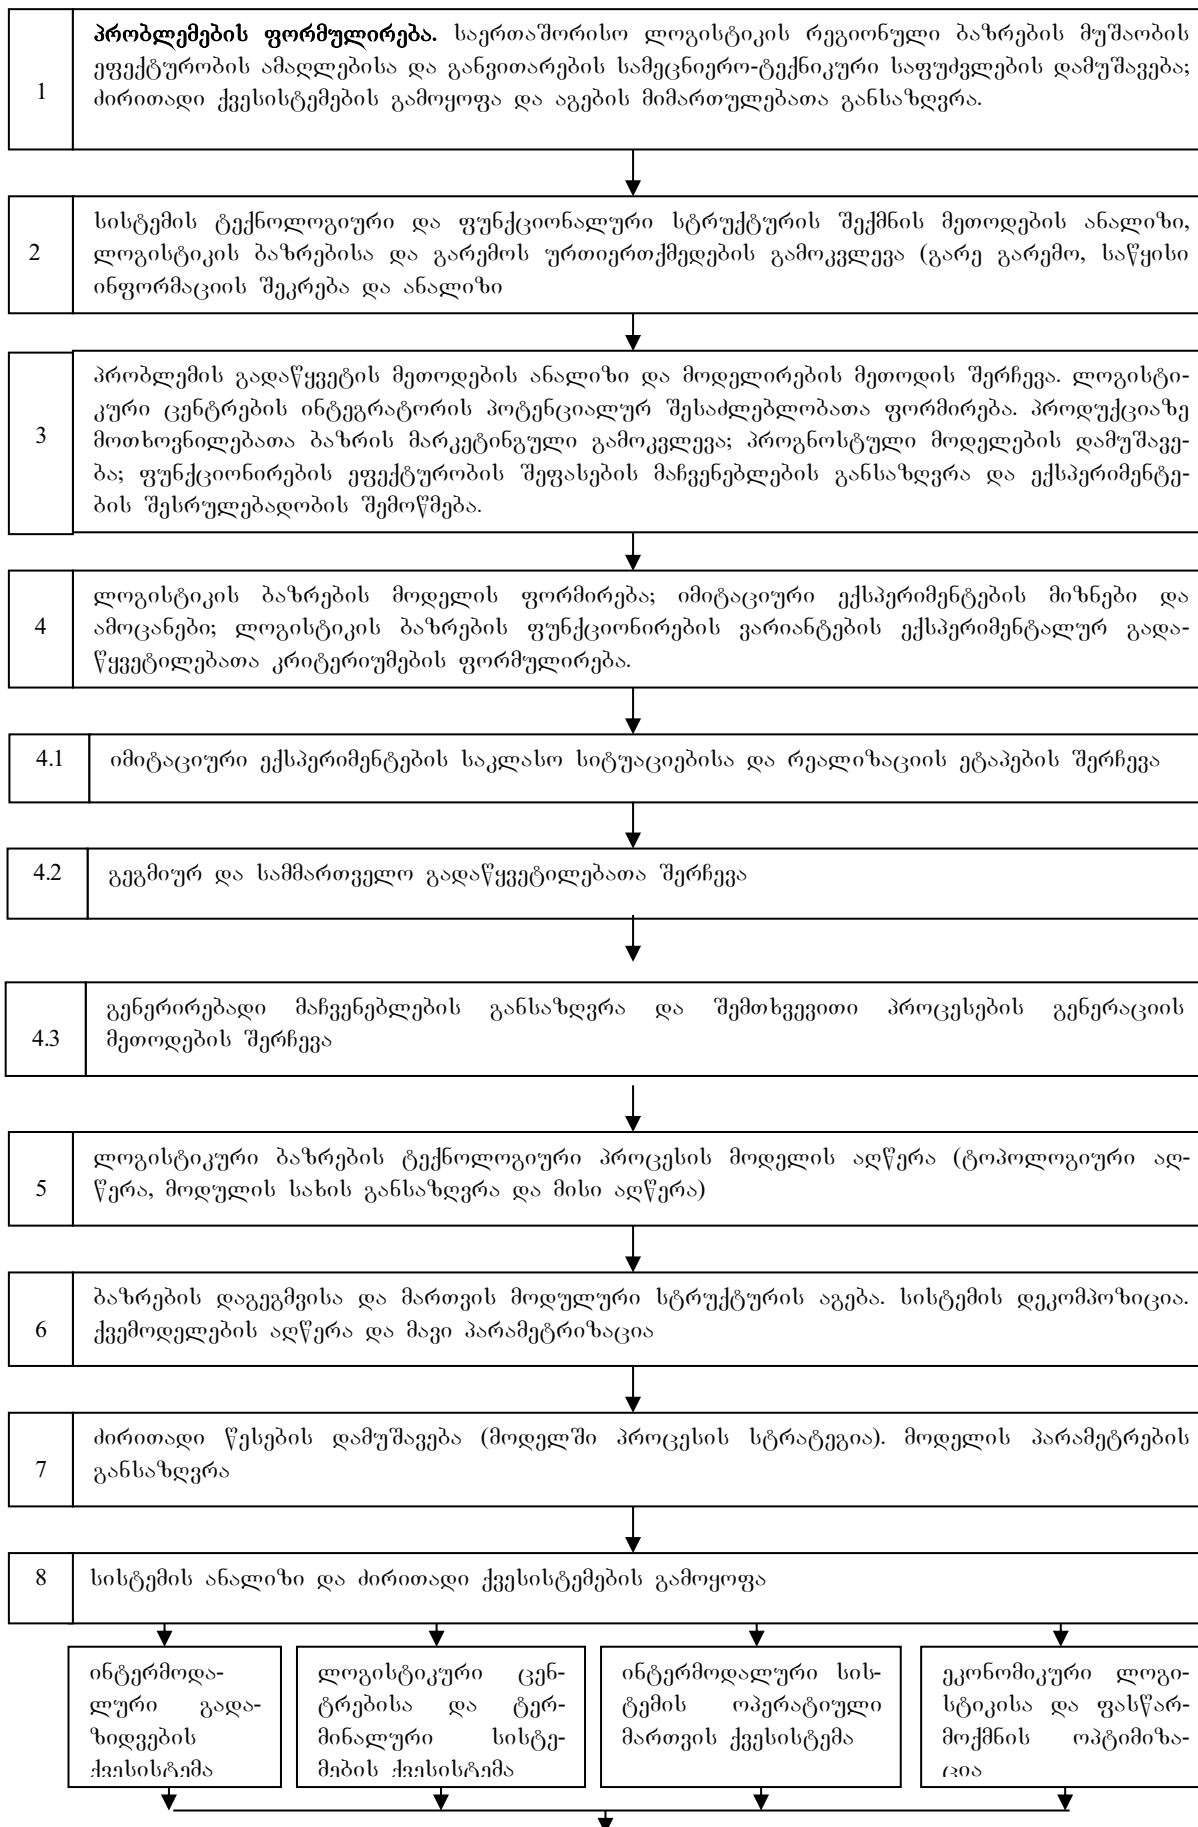 პრობლემების ფორმულირება. საერთაშორისო ლოგისტიკის რეგიონული ბაზრების მუშაობის
ეფექტურობის ამაღლებისა და განვითარების სამეცნიერო-ტექნიკური საფუძვლების დამუშავება;
1
ძირითადი ქვესისტემების გამოყოფა და აგების მიმართულებათა განსაზღვრა.
სისტემის ტექნოლოგიური და ფუნქციონალური სტრუქტურის შექმნის მეთოდების ანალიზი,
2
ლოგისტიკის ბაზრებისა და გარემოს ურთიერთქმედების გამოკვლევა (გარე გარემო, საწყისი
ინფორმაციის შეკრება და ანალიზი
პრობლემის გადაწყვეტის მეთოდების ანალიზი და მოდელირების მეთოდის შერჩევა. ლოგისტი-
კური ცენტრების ინტეგრატორის პოტენციალურ შესაძლებლობათა ფორმირება. პროდუქციაზე
3
მოთხოვნილებათა ბაზრის მარკეტინგული გამოკვლევა; პროგნოსტული მოდელების დამუშავე-
ბა; ფუნქციონირების ეფექტურობის შეფასების მაჩვენებლების განსაზღვრა და ექსპერიმენტე-
ბის შესრულებადობის შემოწმება.
ლოგისტიკის ბაზრების მოდელის ფორმირება; იმიტაციური ექსპერიმენტების მიზნები და
4
ამოცანები; ლოგისტიკის ბაზრების ფუნქციონირების ვარიანტების ექსპერიმენტალურ გადა-
წყვეტილებათა კრიტერიუმების ფორმულირება.
4.1
იმიტაციური ექსპერიმენტების საკლასო სიტუაციებისა და რეალიზაციის ეტაპების შერჩევა
4.2
გეგმიურ და სამმართველო გადაწყვეტილებათა შერჩევა
გენერირებადი მაჩვენებლების განსაზღვრა და შემთხვევითი პროცესების გენერაციის
4.3
მეთოდების შერჩევა
ლოგისტიკური ბაზრების ტექნოლოგიური პროცესის მოდელის აღწერა (ტოპოლოგიური აღ-
5
წერა, მოდულის სახის განსაზღვრა და მისი აღწერა)
ბაზრების დაგეგმვისა და მართვის მოდულური სტრუქტურის აგება. სისტემის დეკომპოზიცია.
6
ქვემოდელების აღწერა და მავი პარამეტრიზაცია
ძირითადი წესების დამუშავება (მოდელში პროცესის სტრატეგია). მოდელის პარამეტრების
7
განსაზღვრა
8
სისტემის ანალიზი და ძირითადი ქვესისტემების გამოყოფა
ინტერმოდა-
ლური გადა-
ზიდვების
ქვესისტემა
ლოგისტიკური ცენ-
ტრებისა და ტერ-
მინალური სისტე-
მების ქვესისტემა
ინტერმოდალური სის-
ტემის ოპერატიული
მართვის ქვესისტემა
ეკონომიკური ლოგი-
სტიკისა და ფასწარ-
მოქმნის ოპტიმიზა-
ცია